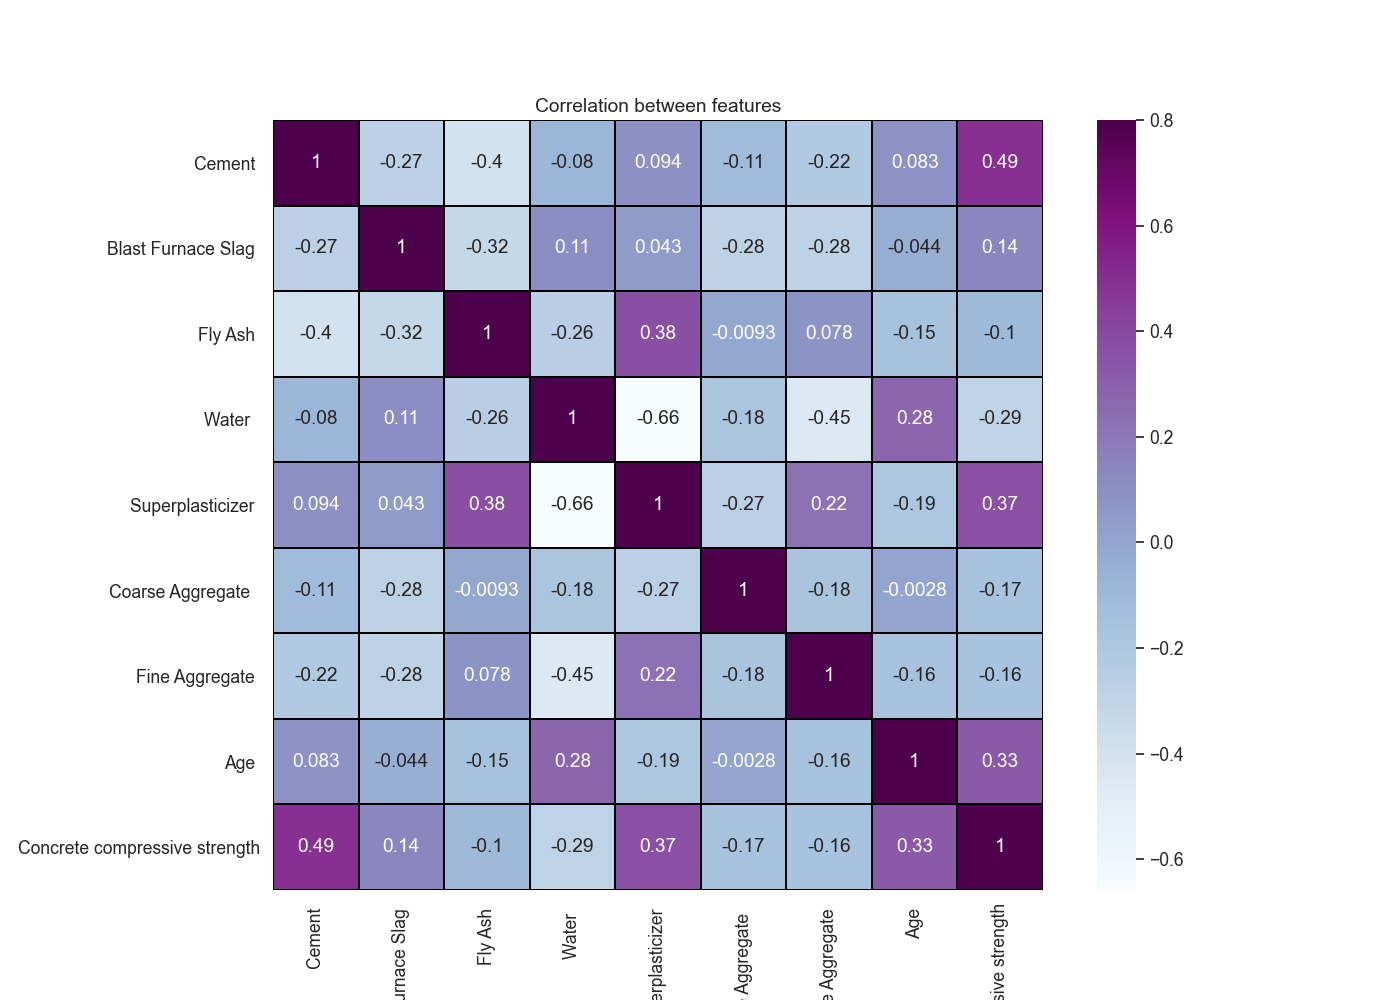 Correlation between features
Cement 1 -0.27 -0.4 -0.08 0.094 -0.11 -0.22 0.083 0.49
Blast Furnace Slag -0.27 1 -0.32 0.11 0.043 -0.28 -0.28 -0.044 0.14
Fly Ash -0.4 -0.32 1 -0.26 0.38 -0.0093 0.078 -0.15 -0.1
Water -0.08 0.11 -0.26 1 -0.66 -0.18 -0.45 0.28 -0.29
Superplasticizer 0.094 0.043 0.38 -0.66 1 -0.27 0.22 -0.19 0.37
Coarse Aggregate -0.11 -0.28 -0.0093 -0.18 -0.27 1 -0.18 -0.0028 -0.17
Fine Aggregate -0.22 -0.28 0.078 -0.45 0.22 -0.18 1 -0.16 -0.16
Age 0.083 -0.044 -0.15 0.28 -0.19 -0.0028 -0.16 1 0.33
Concrete compressive strength 0.49 0.14 -0.1 -0.29 0.37 -0.17 -0.16 0.33 1
Cement
urnace Slag
Fly Ash
Water
erplasticizer
e Aggregate
e Aggregate
Age
sive strength
0.8
0.6
0.4
0.2
0.0
−0.2
−0.4
−0.6